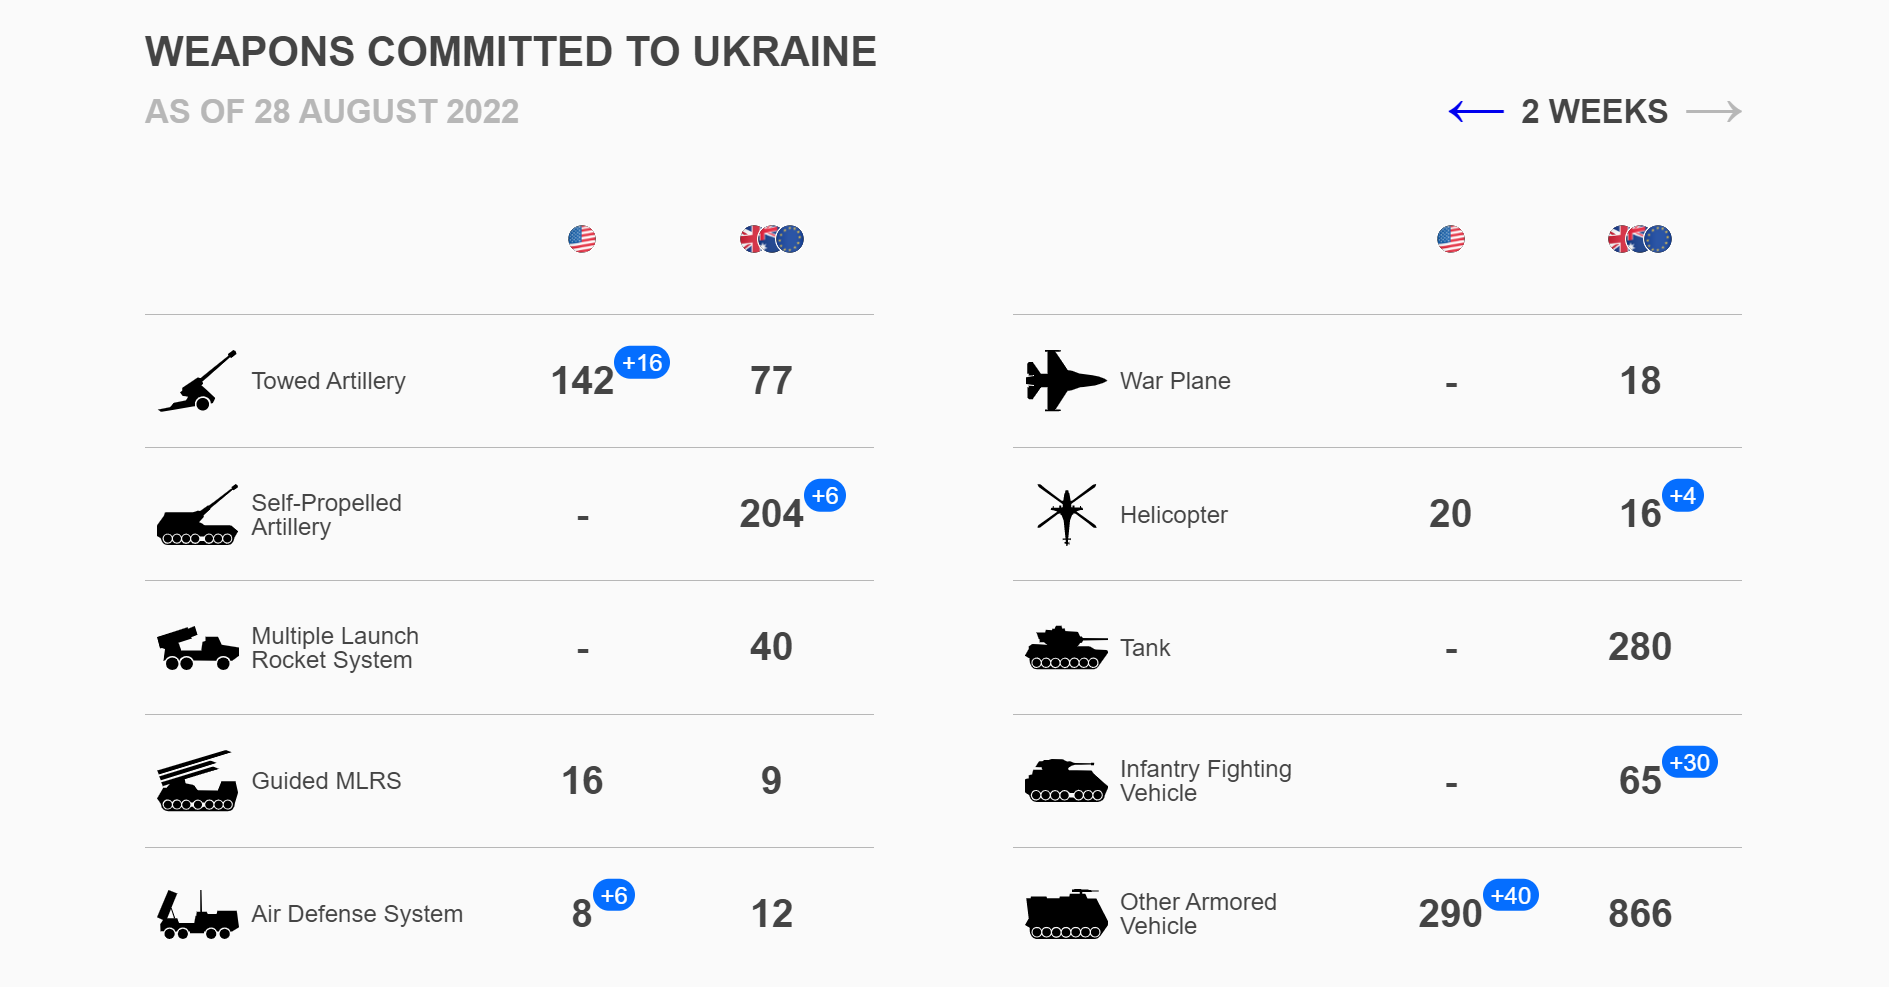 WEAPONS COMMITTED TO UKRAINE
AS OF 28 AUGUST 2022
← 2 WEEKS →
Towed Artillery 142 +16 77
Self-Propelled
Artillery - 204 +6
Multiple Launch
Rocket System - 40
Guided MLRS 16 9
Air Defense System 8 +6 12
War Plane - 18
Helicopter 20 16 +4
Tank - 280
Infantry Fighting
Vehicle - 65 +30
Other Armored
Vehicle 290 +40 866